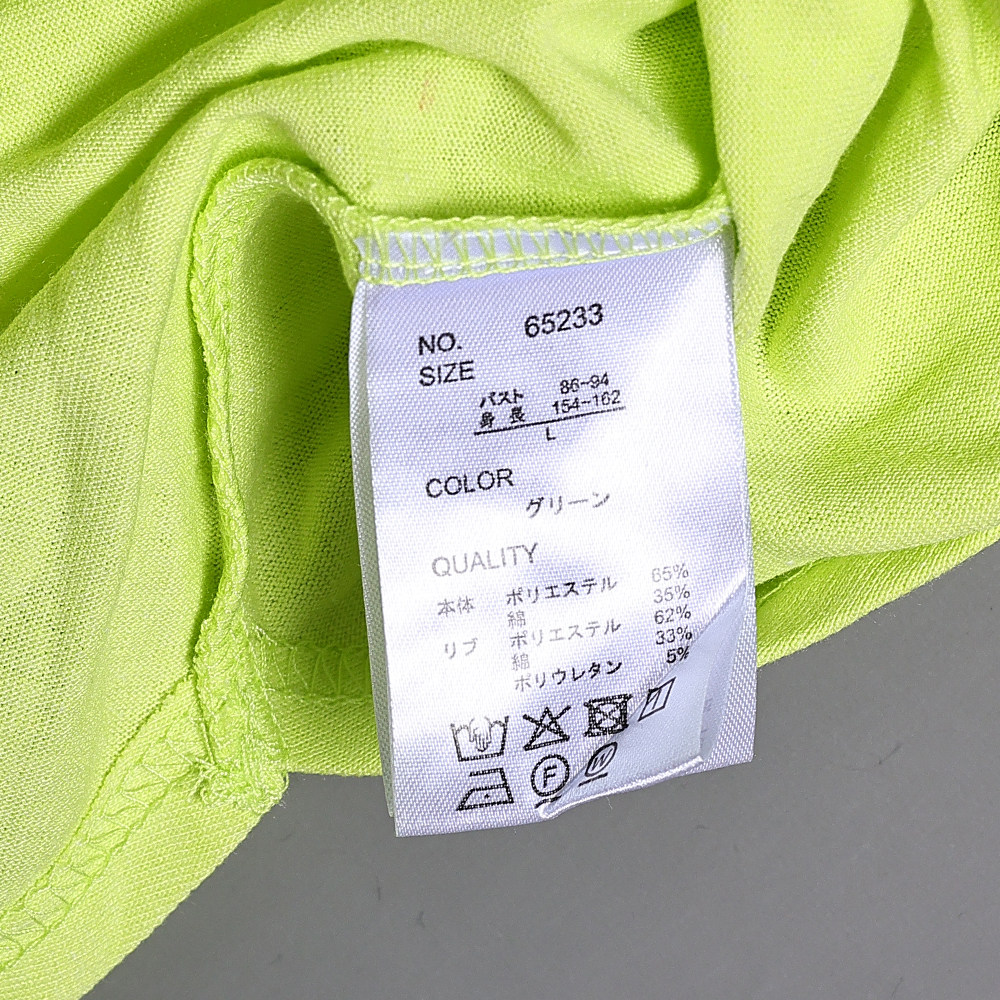 NO. 65233
SIZE
バスト 86~94
身長 154~162
L
COLOR
グリーン
QUALITY
本体 ポリエステル 65%
綿 35%
リブ ポリエステル 62%
綿 33%
ポリウレタン 5%
F W